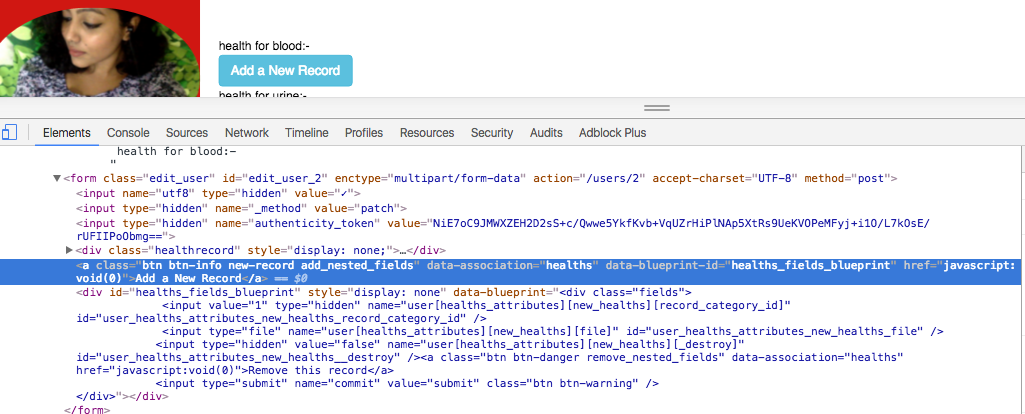 health for blood:-
Add a New Record
health for urine:-
Elements Console Sources Network Timeline Profiles Resources Security Audits Adblock Plus
health for blood:-
"
▼<form class="edit_user" id="edit_user_2" enctype="multipart/form-data" action="/users/2" accept-charset="UTF-8" method="post">
<input name="utf8" type="hidden" value="✓">
<input type="hidden" name="_method" value="patch">
<input type="hidden" name="authenticity_token" value="NiE7oC9JMWXZEH2D2sS+c/Qwwe5YkfKvb+VqUZrHiPlNAp5XtRs9UeKVOPeMFyj+i1O/L7kOsE/
rUFIIPoObmg==">
▶<div class="healthrecord" style="display: none;">…</div>
<a class="btn btn-info new-record add_nested_fields" data-association="healths" data-blueprint-id="healths_fields_blueprint" href="javascript:
void(0)">Add a New Record</a> == $0
<div id="healths_fields_blueprint" style="display: none" data-blueprint="<div class="fields">
<input value="1" type="hidden" name="user[healths_attributes][new_healths][record_category_id]"
id="user_healths_attributes_new_healths_record_category_id" />
<input type="file" name="user[healths_attributes][new_healths][file]" id="user_healths_attributes_new_healths_file" />
<input type="hidden" value="false" name="user[healths_attributes][new_healths][_destroy]"
id="user_healths_attributes_new_healths__destroy" /><a class="btn btn-danger remove_nested_fields" data-association="healths"
href="javascript:void(0)">Remove this record</a>
<input type="submit" name="commit" value="submit" class="btn btn-warning" />
</div>"></div>
</form>